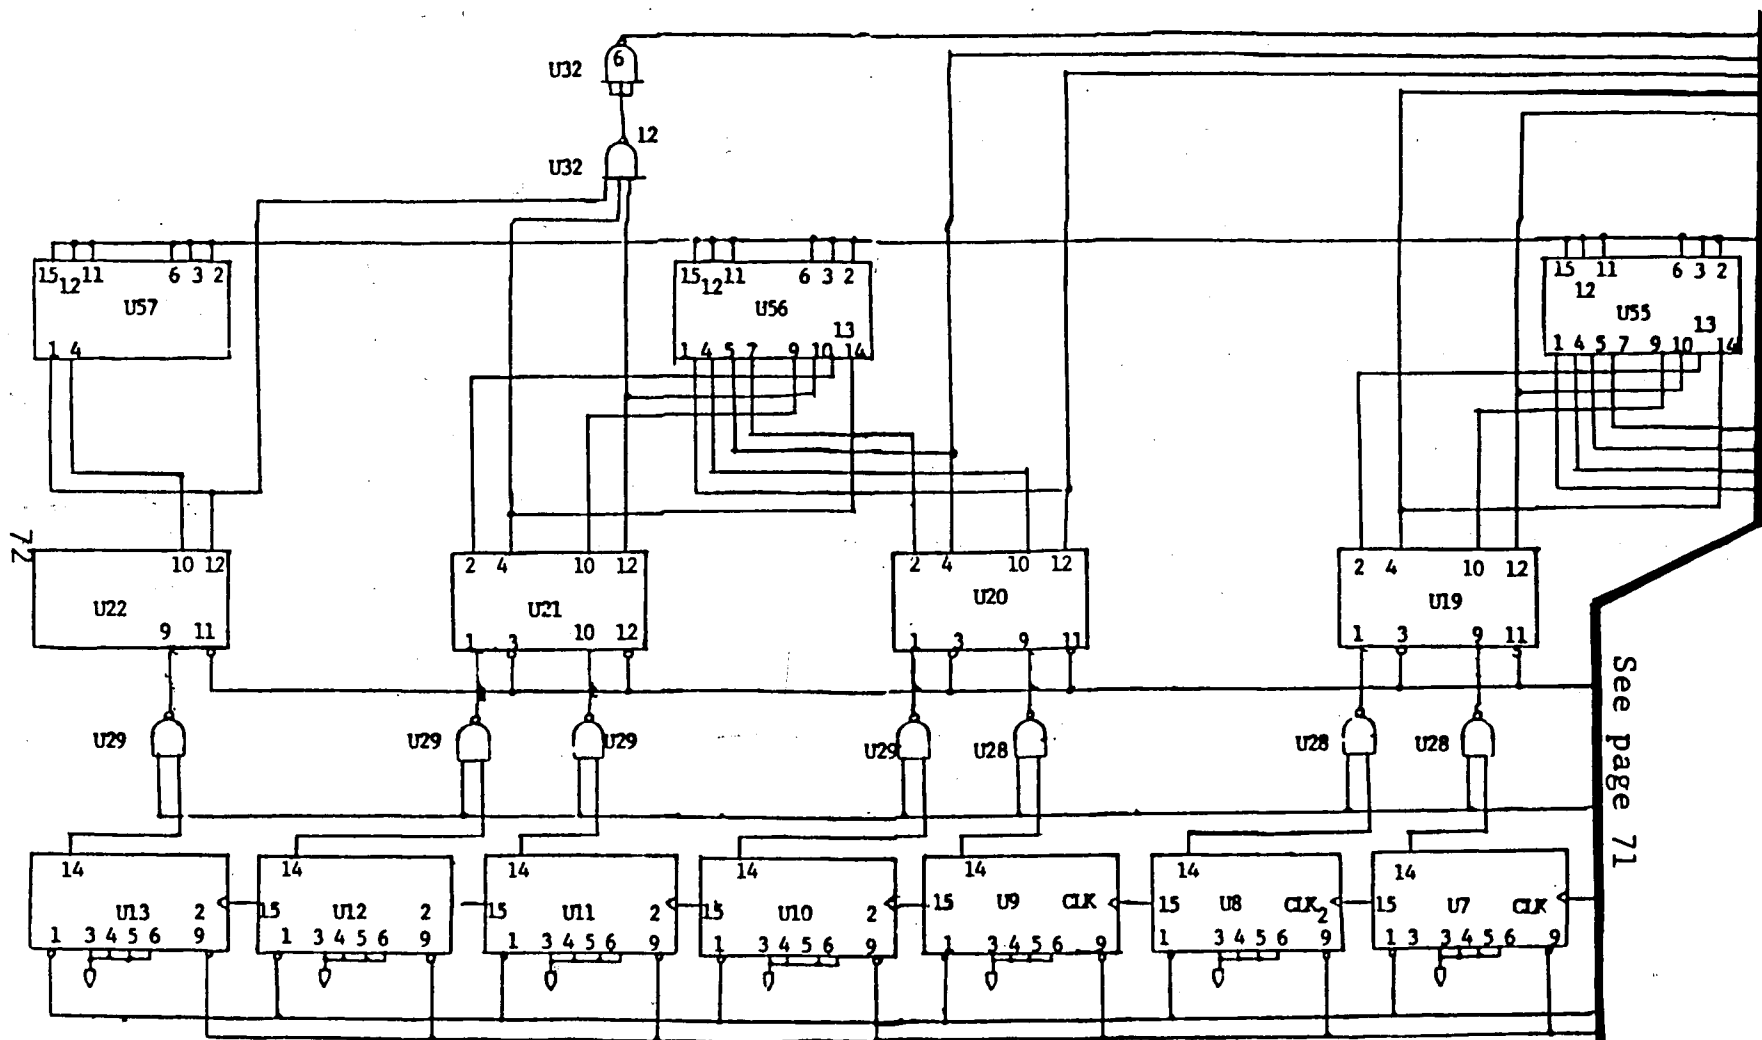 U32
6
12
U32
15 12 11 6 3 2
U57
1 4
15 12 11 6 3 2
U56
13
1 4 5 7 9 10 14
15 12 11 6 3 2
U55
13
1 4 5 7 9 10 14
72
10 12
U22
9 11
2 4 10 12
U21
1 3 10 12
2 4 10 12
U20
1 3 9 11
2 4 10 12
U19
1 3 9 11
See page 71
U29
U29
U29
U29
U28
U28
U28
14
U13 2
1 3 4 5 6 9
14
15 U12 2
1 3 4 5 6 9
14
15 U11 2
1 3 4 5 6 9
14
15 U10 2
1 3 4 5 6 9
14
15 U9 CLK
1 3 4 5 6 9
14
15 U8 CLK 2
1 3 4 5 6 9
14
15 U7 CLK
1 3 3 4 5 6 9